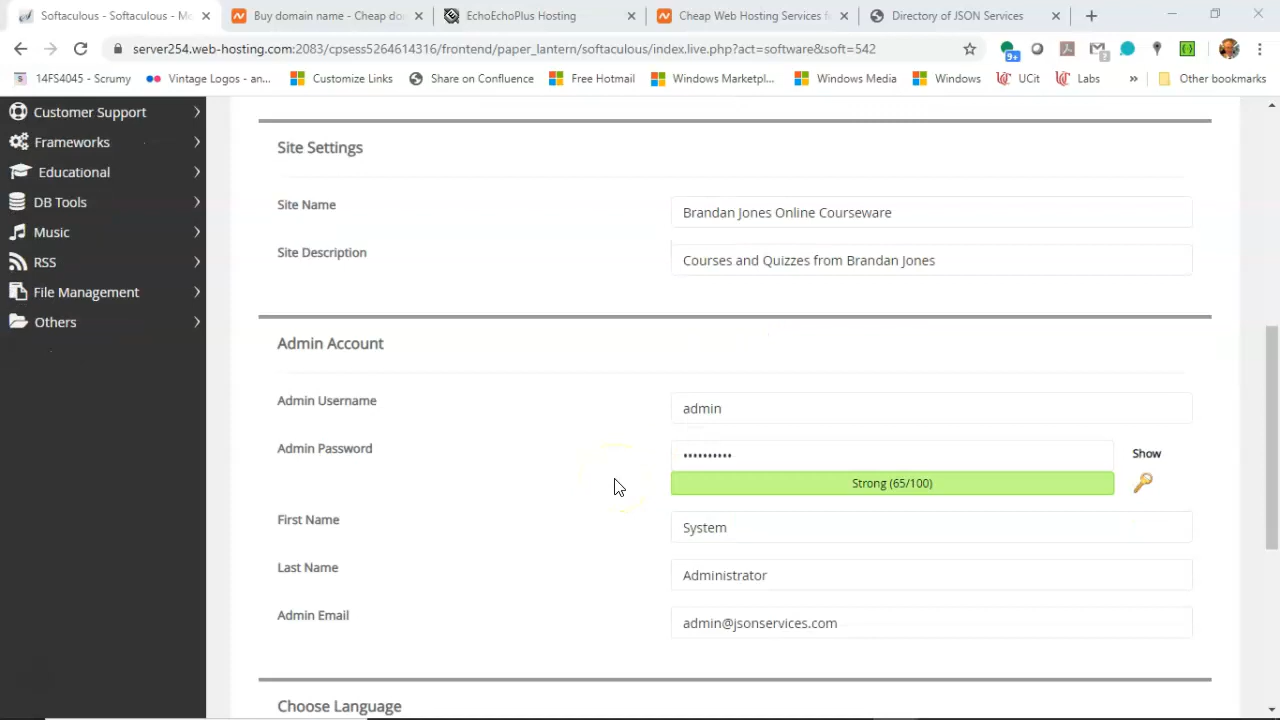 Softaculous - Softaculous - Mo
Buy domain name - Cheap do
EchoEchoPlus Hosting
Cheap Web Hosting Services f
Directory of JSON Services
server254.web-hosting.com:2083/cpsess5264614316/frontend/paper_lantern/softaculous/index.live.php?act=software&soft=542
9+
?
14FS4045 - Scrumy
Vintage Logos - an...
Customize Links
Share on Confluence
Free Hotmail
Windows Marketpl...
Windows Media
Windows
UCit
Labs
»
Other bookmarks
Customer Support
Frameworks
Educational
DB Tools
Music
RSS
File Management
Others
Site Settings
Site Name
Brandan Jones Online Courseware
Site Description
Courses and Quizzes from Brandan Jones
Admin Account
Admin Username
admin
Admin Password
••••••••••
Show
Strong (65/100)
First Name
System
Last Name
Administrator
Admin Email
admin@jsonservices.com
Choose Language